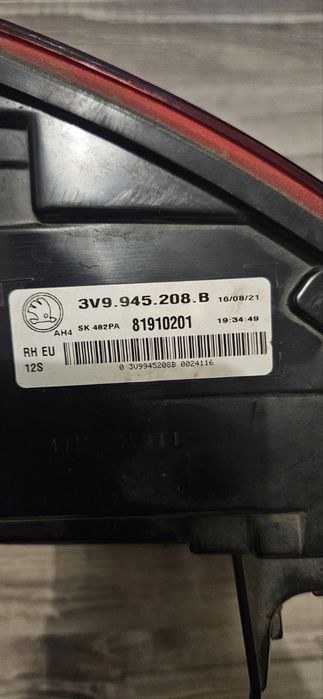 3V9.945.208.B 16/08/21
AH4 SK 482PA 81910201 19:34:49
RH EU
12S
0 3V9945208B 0024116